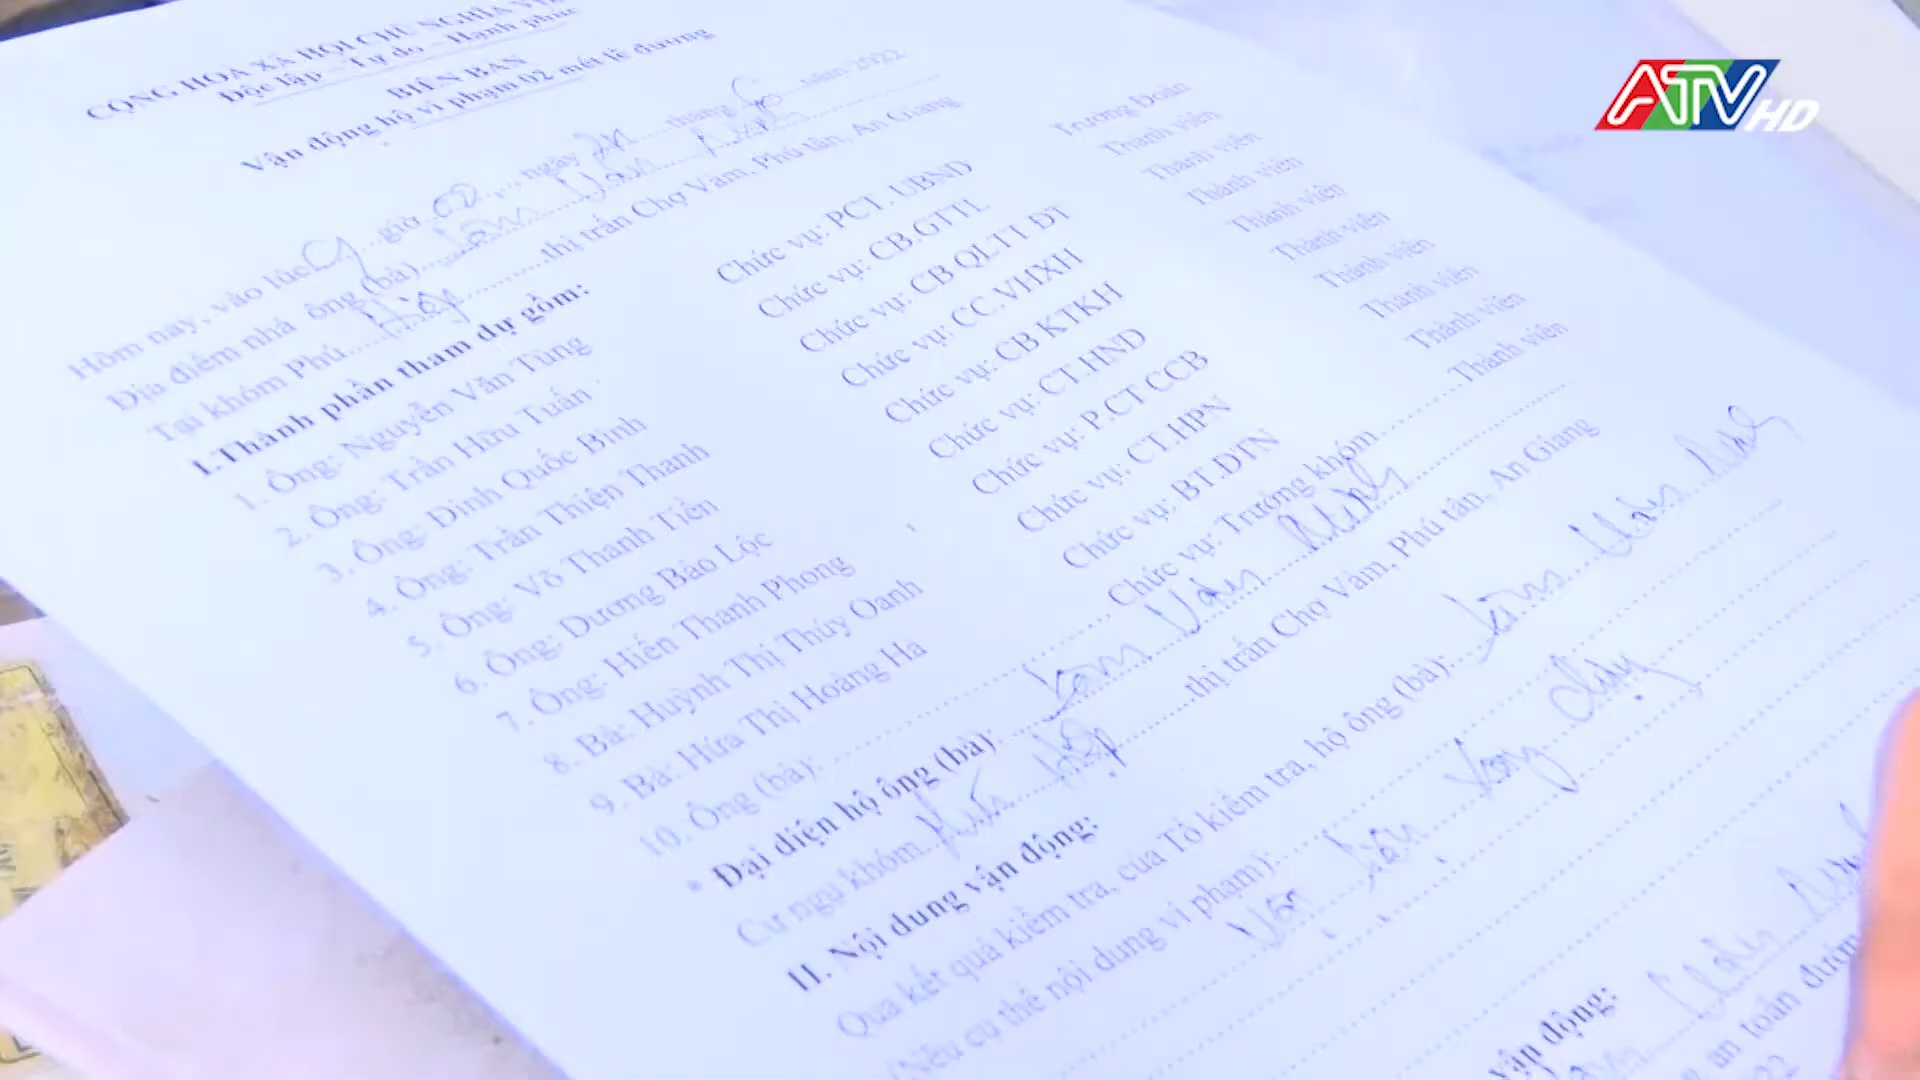 ATV HD
CỘNG HÒA XÃ HỘI CHỦ NGHĨA
Độc lập - Tự do - Hạnh phúc
BIÊN BẢN
Vận động hộ vi phạm 02 mét lề đường
Hôm nay, vào lúc 09 giờ 02, ngày tháng 6 năm 2022
Địa điểm nhà ông (bà) Văn
Tại khóm Phú Hiệp thị trấn Chợ Vàm, Phú tân, An Giang
I. Thành phần tham dự gồm:
1. Ông: Nguyễn Văn Tùng Chức vụ: PCT. UBND Trưởng Đoàn
2. Ông: Trần Hữu Tuấn Chức vụ: CB.GTTL Thành viên
3. Ông: Đinh Quốc Bình Chức vụ: CB QLTT ĐT Thành viên
4. Ông: Trần Thiện Thanh Chức vụ: CC.VHXH Thành viên
5. Ông: Võ Thanh Tiền Chức vụ: CB KTKH Thành viên
6. Ông: Dương Bảo Lộc Chức vụ: CT.HND Thành viên
7. Ông: Hiến Thanh Phong Chức vụ: P.CT CCB Thành viên
8. Bà: Huỳnh Thị Thúy Oanh Chức vụ: CT.HPN Thành viên
9. Bà: Hứa Thị Hoàng Hà Chức vụ: BT.ĐTN Thành viên
10. Ông (bà): Chức vụ: Trưởng khóm Thành viên
* Đại diện hộ ông (bà): Văn
Cư ngụ khóm Phú Hiệp thị trấn Chợ Vàm, Phú tân, An Giang
II. Nội dung vận động:
Qua kết quả kiểm tra, của Tổ kiểm tra, hộ ông (bà): Văn
(Nêu cụ thể nội dung vi phạm):
vận động:
an toàn đường